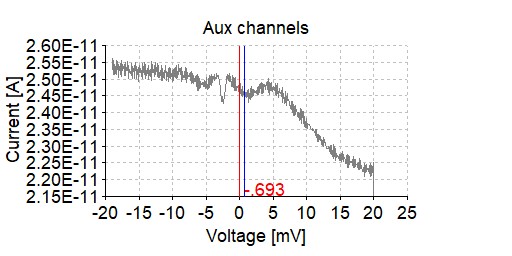 Aux channels
2.60E-11
2.55E-11
2.50E-11
2.45E-11
2.40E-11
2.35E-11
2.30E-11
2.25E-11
2.20E-11
2.15E-11
Current [A]
-.693
-20 -15 -10 -5 0 5 10 15 20 25
Voltage [mV]